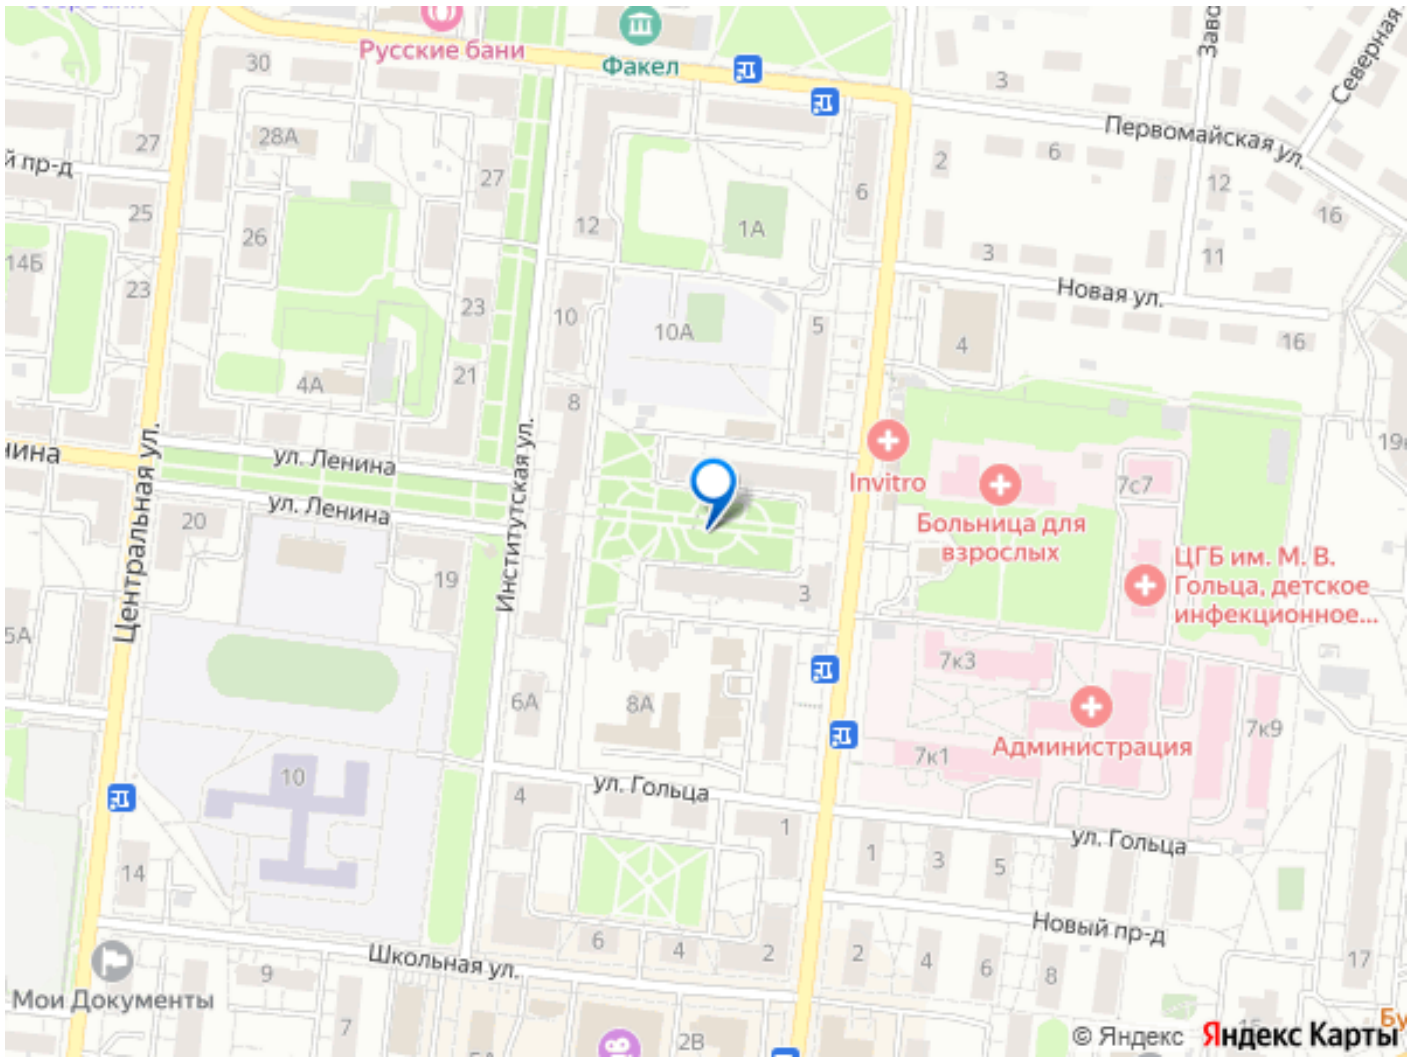 Русские бани
Факел
30
3
Заво
Северная
27
28А
Первомайская ул.
2
6
й пр-д
27
6
12
25
16
12
1А
26
3
11
14Б
23
Новая ул.
23
10
10А
5
4
16
4А
21
8
Центральная ул.
Институтская ул.
нина
ул. Ленина
Invitro
7с7
20
ул. Ленина
Больница для
взрослых
ЦГБ им. М. В.
Гольца, детское
инфекционное...
19
3
5А
7к3
6А
8А
7к9
Администрация
7к1
10
ул. Гольца
4
1
ул. Гольца
14
1
3
5
Новый пр-д
6
4
2
2
4
6
8
17
Школьная ул.
9
Мои Документы
7
2В
Бу
© Яндекс
Яндекс Карты